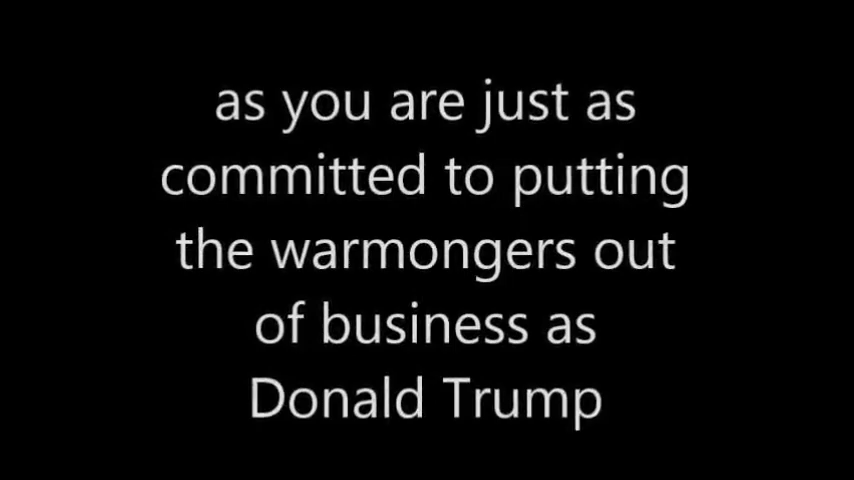 as you are just as
committed to putting
the warmongers out
of business as
Donald Trump